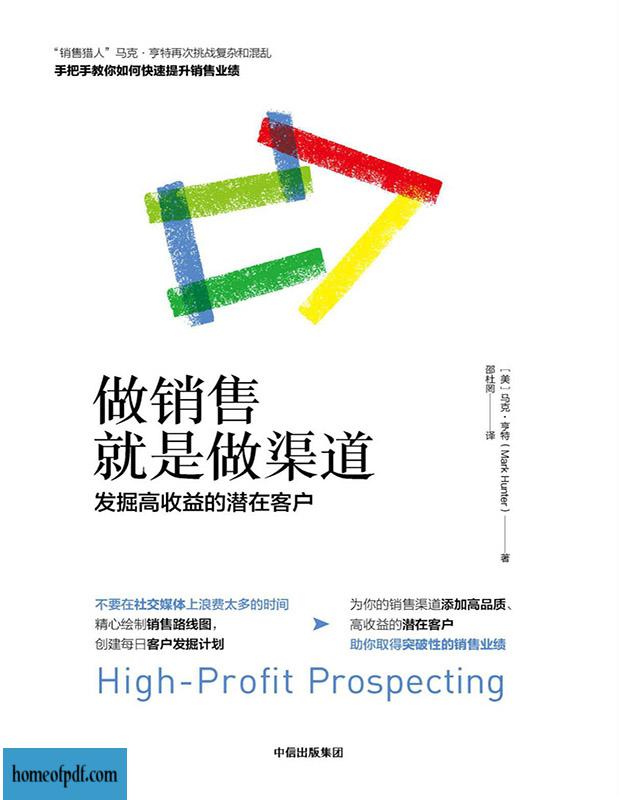 “销售猎人”马克·亨特再次挑战复杂和混乱
手把手教你如何快速提升销售业绩
做销售
就是做渠道
发掘高收益的潜在客户
［美］马克·亨特（Mark Hunter）——著
邵杜罔——译
不要在社交媒体上浪费太多的时间
精心绘制销售路线图，
创建每日客户发掘计划
为你的销售渠道添加高品质、
高收益的潜在客户
助你取得突破性的销售业绩
High-Profit Prospecting
中信出版集团
homeofpdf.com